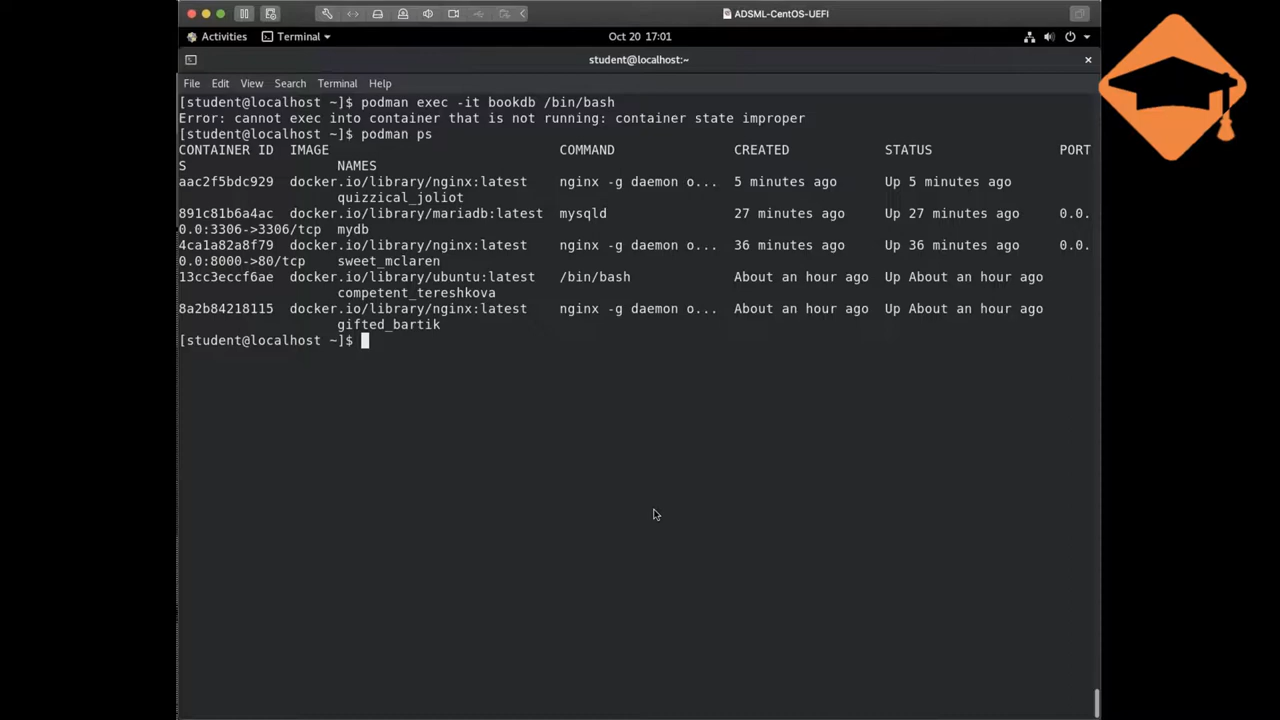 ADSML-CentOS-UEFI
Activities Terminal Oct 20 17:01
student@localhost:~
File Edit View Search Terminal Help
[student@localhost ~]$ podman exec -it bookdb /bin/bash
Error: cannot exec into container that is not running: container state improper
[student@localhost ~]$ podman ps
CONTAINER ID  IMAGE                             COMMAND               CREATED            STATUS                PORT
S                   NAMES
aac2f5bdc929  docker.io/library/nginx:latest    nginx -g daemon o...  5 minutes ago      Up 5 minutes ago
                    quizzical_joliot
891c81b6a4ac  docker.io/library/mariadb:latest  mysqld                27 minutes ago     Up 27 minutes ago     0.0.
0.0:3306->3306/tcp  mydb
4ca1a82a8f79  docker.io/library/nginx:latest    nginx -g daemon o...  36 minutes ago     Up 36 minutes ago     0.0.
0.0:8000->80/tcp    sweet_mclaren
13cc3eccf6ae  docker.io/library/ubuntu:latest   /bin/bash             About an hour ago  Up About an hour ago
                    competent_tereshkova
8a2b84218115  docker.io/library/nginx:latest    nginx -g daemon o...  About an hour ago  Up About an hour ago
                    gifted_bartik
[student@localhost ~]$